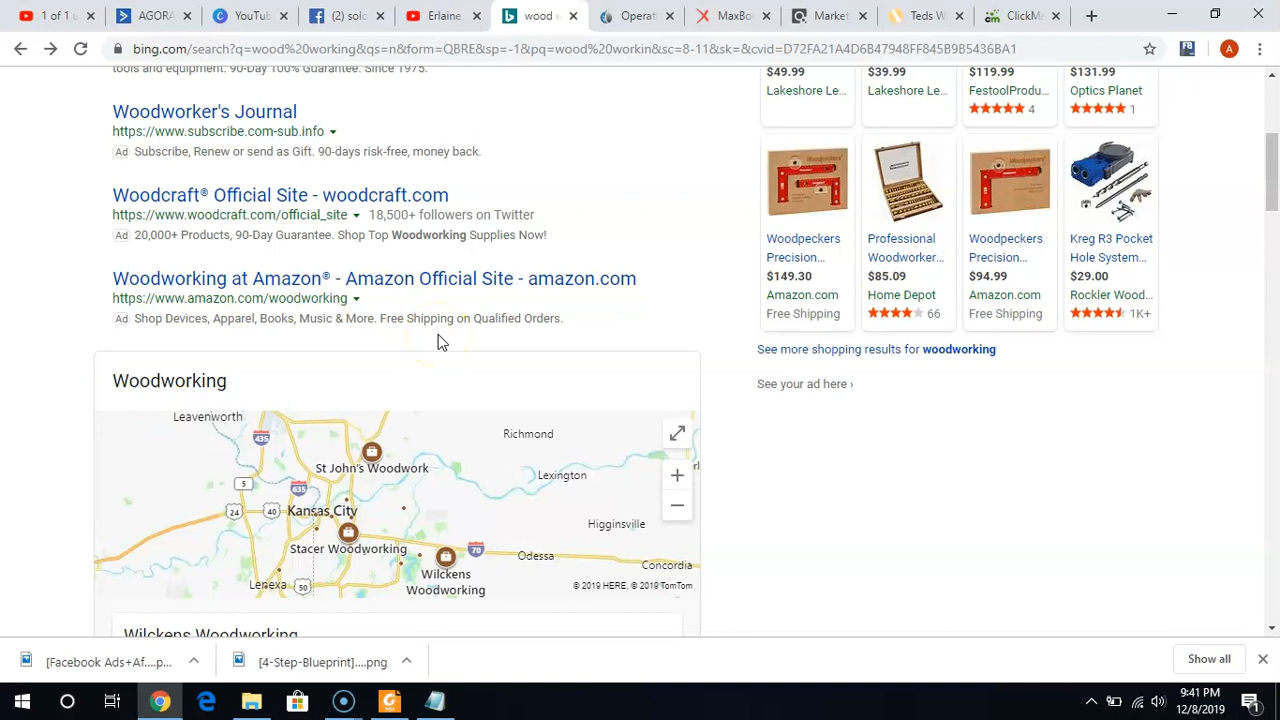 1 of 1 u
AGORA
YouTube
(2) solo
Erlaine
wood w
Operati
MaxBo
Market
Teds W
ClickMa
bing.com/search?q=wood%20working&qs=n&form=QBRE&sp=-1&pq=wood%20workin&sc=8-11&sk=&cvid=D72FA21A4D6B47948FF845B9B5436BA1
tools and equipment. 90-Day 100% Guarantee. Since 1975.
Woodworker's Journal
https://www.subscribe.com-sub.info
Ad Subscribe, Renew or send as Gift. 90-days risk-free, money back.
Woodcraft® Official Site - woodcraft.com
https://www.woodcraft.com/official_site 18,500+ followers on Twitter
Ad 20,000+ Products, 90-Day Guarantee. Shop Top Woodworking Supplies Now!
Woodworking at Amazon® - Amazon Official Site - amazon.com
https://www.amazon.com/woodworking
Ad Shop Devices, Apparel, Books, Music & More. Free Shipping on Qualified Orders.
$49.99
Lakeshore Le...
$39.99
Lakeshore Le...
$119.99
FestoolProdu...
4
$131.99
Optics Planet
1
Woodpeckers
Precision...
$149.30
Amazon.com
Free Shipping
Professional
Woodworker...
$85.09
Home Depot
66
Woodpeckers
Precision...
$94.99
Amazon.com
Free Shipping
Kreg R3 Pocket
Hole System...
$29.00
Rockler Wood...
1K+
See more shopping results for woodworking
See your ad here ›
Woodworking
Leavenworth
435
Richmond
St John's Woodwork
Lexington
5
635
24
40
Kansas City
Higginsville
Stacer Woodworking
70
Odessa
Wilckens
Woodworking
Concordia
Lenexa
50
© 2019 HERE, © 2019 TomTom
Wilckens Woodworking
[Facebook Ads+Af....p...
[4-Step-Blueprint]....png
Show all
9:41 PM
12/8/2019